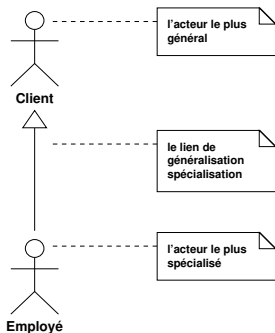 l'acteur le plus
général
Client
le lien de
généralisation
spécialisation
l'acteur le plus
spécialisé
Employé